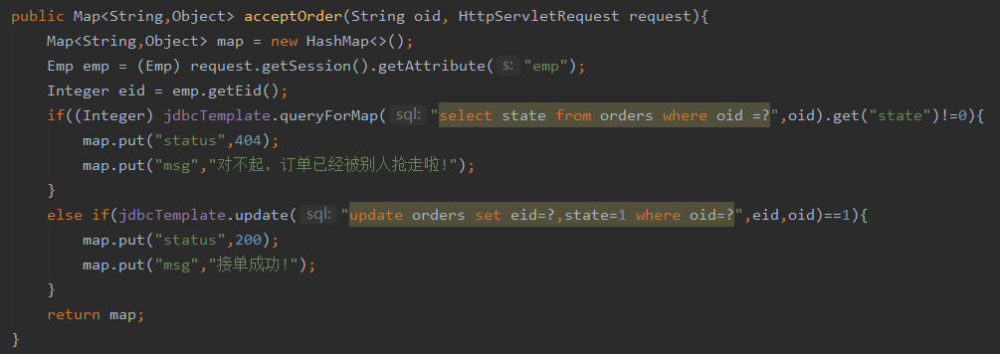 public Map<String,Object> acceptOrder(String oid, HttpServletRequest request){
Map<String,Object> map = new HashMap<>();
Emp emp = (Emp) request.getSession().getAttribute( s: "emp");
Integer eid = emp.getEid();
if((Integer) jdbcTemplate.queryForMap( sql: "select state from orders where oid =?",oid).get("state")!=0){
map.put("status",404);
map.put("msg","对不起，订单已经被别人抢走啦!");
}
else if(jdbcTemplate.update( sql: "update orders set eid=?,state=1 where oid=?",eid,oid)==1){
map.put("status",200);
map.put("msg","接单成功!");
}
return map;
}